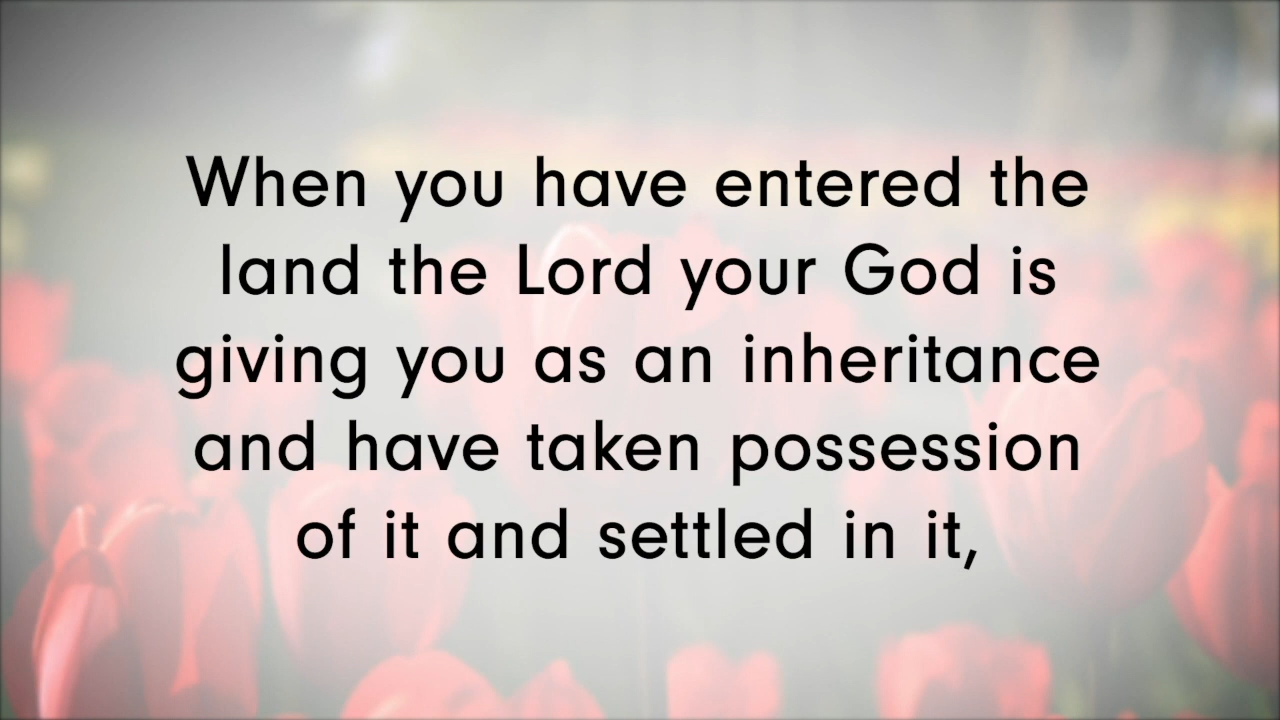 When you have entered the
land the Lord your God is
giving you as an inheritance
and have taken possession
of it and settled in it,